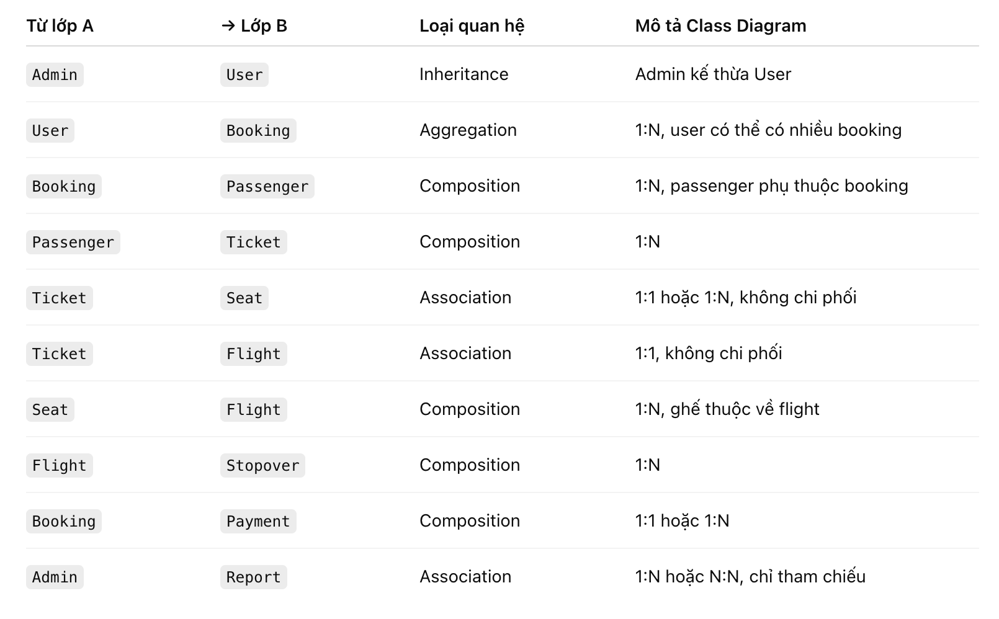 Từ lớp A → Lớp B Loại quan hệ Mô tả Class Diagram
Admin User Inheritance Admin kế thừa User
User Booking Aggregation 1:N, user có thể có nhiều booking
Booking Passenger Composition 1:N, passenger phụ thuộc booking
Passenger Ticket Composition 1:N
Ticket Seat Association 1:1 hoặc 1:N, không chi phối
Ticket Flight Association 1:1, không chi phối
Seat Flight Composition 1:N, ghế thuộc về flight
Flight Stopover Composition 1:N
Booking Payment Composition 1:1 hoặc 1:N
Admin Report Association 1:N hoặc N:N, chỉ tham chiếu